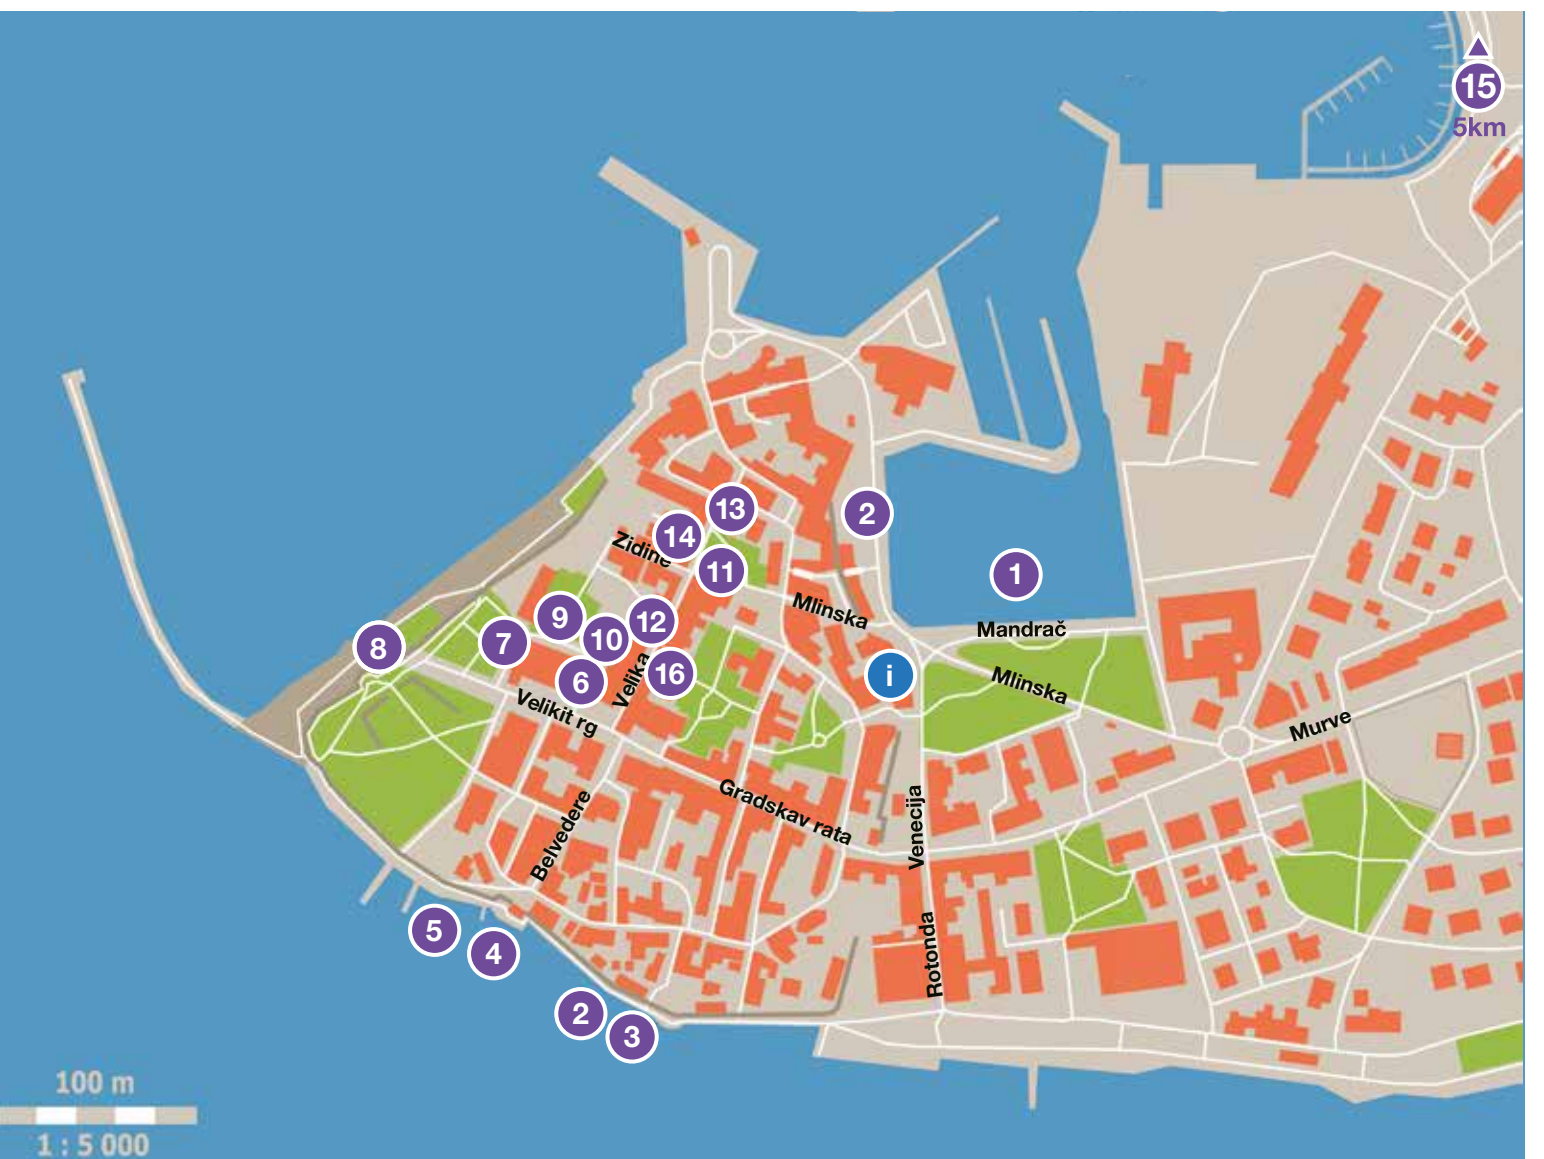 15
5km
13
2
14
Zidine
11
1
9
Mlinska
12
Mandrač
10
7
8
16
i
6
Velika
Mlinska
Velikit rg
Murve
Gradskav rata
Venecija
Belvedere
5
4
Rotonda
2
3
100 m
1 : 5 000